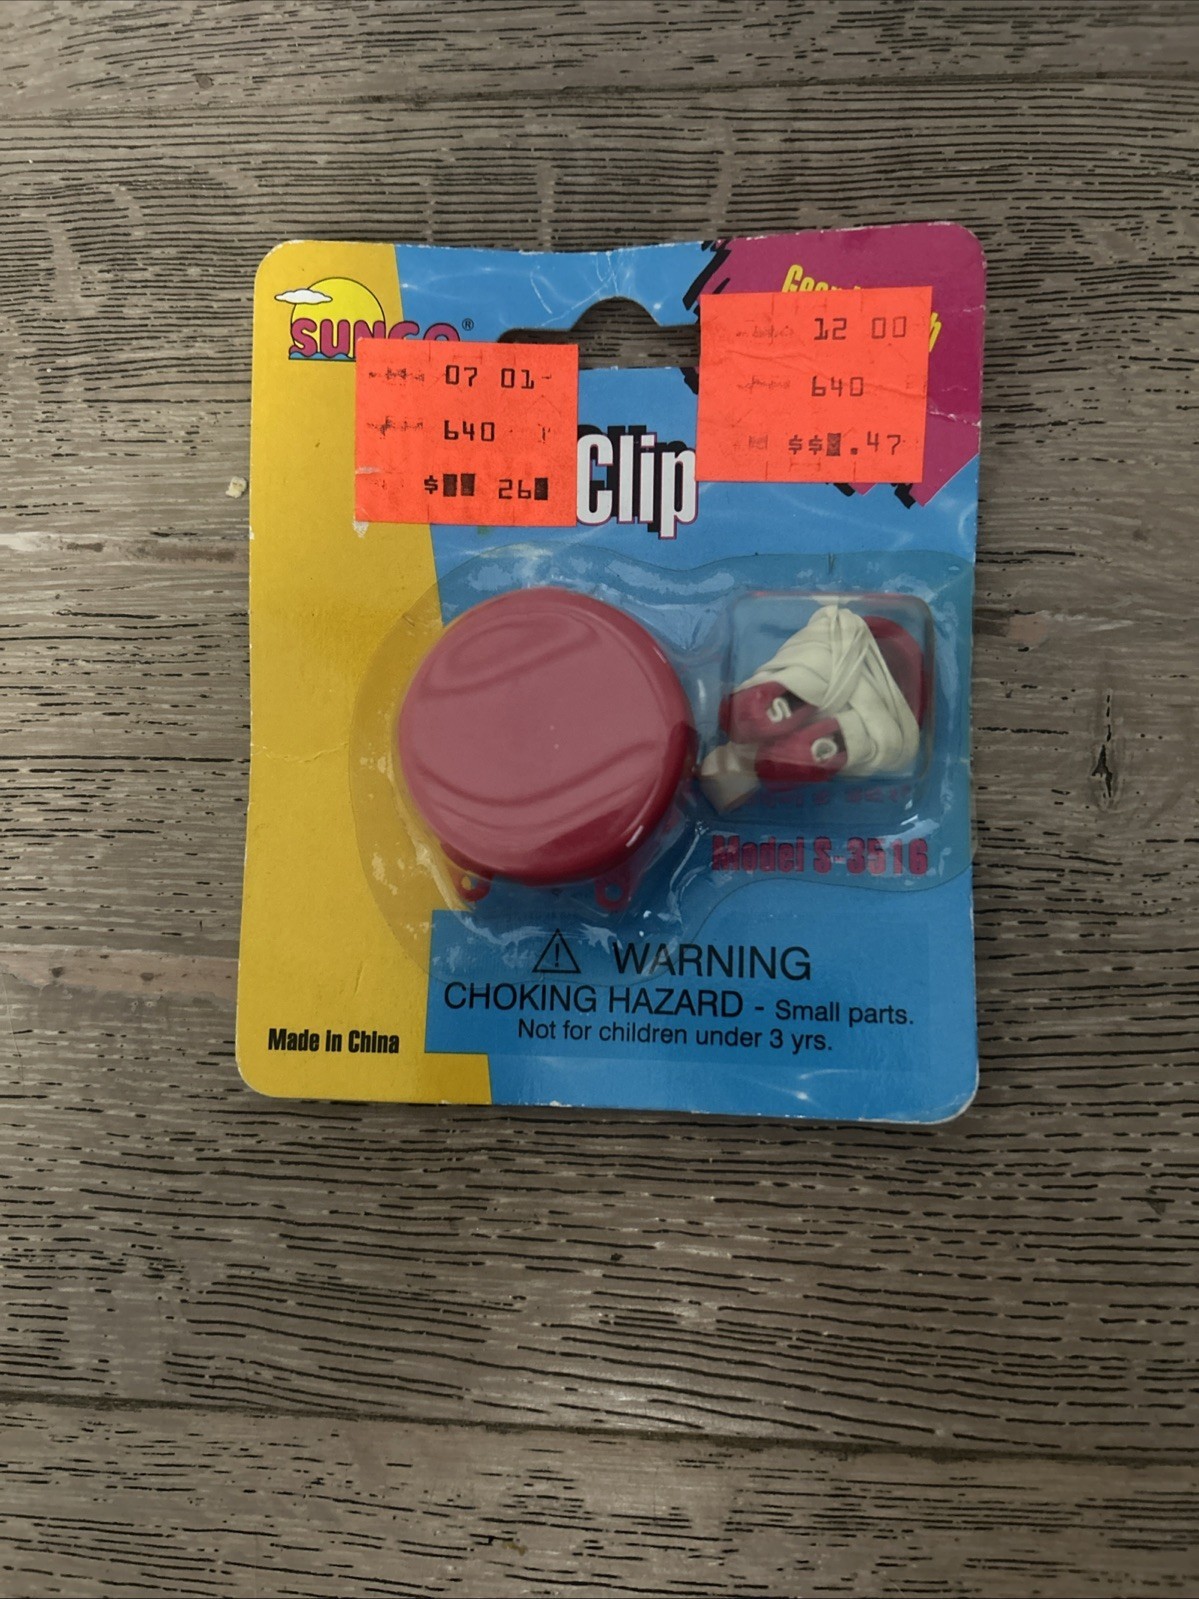 ®
07 01
640
12 00
640
.47
Clip
Model S-3516
WARNING
CHOKING HAZARD - Small parts.
Not for children under 3 yrs.
Made in China